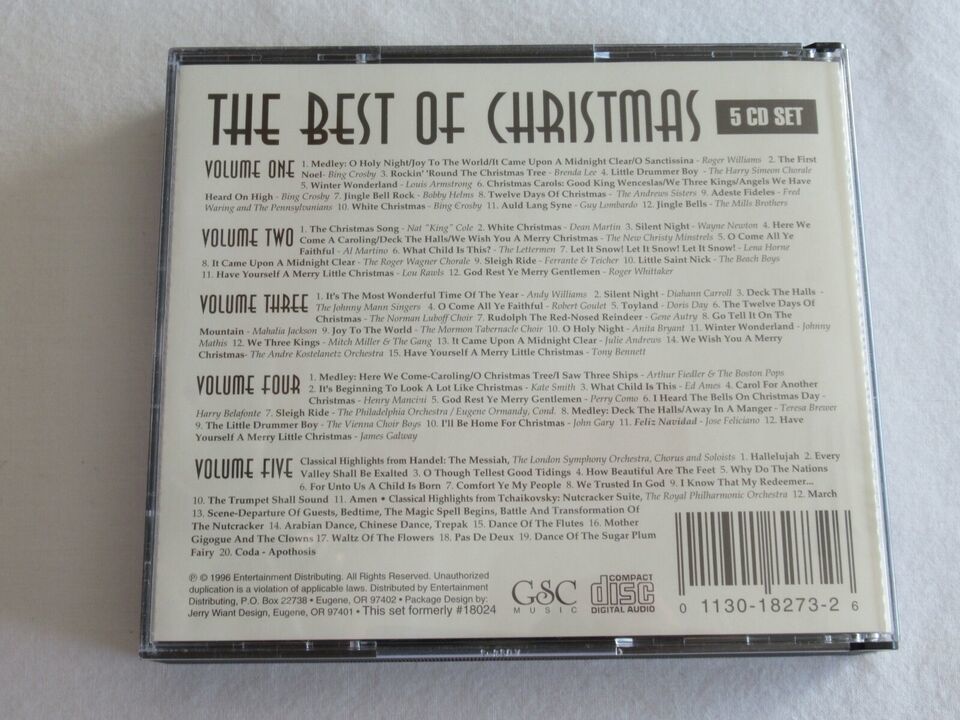 THE BEST OF CHRISTMAS 5 CD SET
VOLUME ONE 1. Medley: O Holy Night/Joy To The World/It Came Upon A Midnight Clear/O Sanctissina - Roger Williams 2. The First
Noel- Bing Crosby 3. Rockin' 'Round The Christmas Tree - Brenda Lee 4. Little Drummer Boy - The Harry Simeon Chorale
5. Winter Wonderland - Louis Armstrong 6. Christmas Carols: Good King Wenceslas/We Three Kings/Angels We Have
Heard On High - Bing Crosby 7. Jingle Bell Rock - Bobby Helms 8. Twelve Days Of Christmas - The Andrews Sisters 9. Adeste Fideles - Fred
Waring and The Pennsylvanians 10. White Christmas - Bing Crosby 11. Auld Lang Syne - Guy Lombardo 12. Jingle Bells - The Mills Brothers
VOLUME TWO 1. The Christmas Song - Nat "King" Cole 2. White Christmas - Dean Martin 3. Silent Night - Wayne Newton 4. Here We
Come A Caroling/Deck The Halls/We Wish You A Merry Christmas - The New Christy Minstrels 5. O Come All Ye
Faithful - Al Martino 6. What Child Is This? - The Lettermen 7. Let It Snow! Let It Snow! Let It Snow! - Lena Horne
8. It Came Upon A Midnight Clear - The Roger Wagner Chorale 9. Sleigh Ride - Ferrante & Teicher 10. Little Saint Nick - The Beach Boys
11. Have Yourself A Merry Little Christmas - Lou Rawls 12. God Rest Ye Merry Gentlemen - Roger Whittaker
VOLUME THREE 1. It's The Most Wonderful Time Of The Year - Andy Williams 2. Silent Night - Diahann Carroll 3. Deck The Halls
- The Johnny Mann Singers 4. O Come All Ye Faithful - Robert Goulet 5. Toyland - Doris Day 6. The Twelve Days Of
Christmas - The Norman Luboff Choir 7. Rudolph The Red-Nosed Reindeer - Gene Autry 8. Go Tell It On The
Mountain - Mahalia Jackson 9. Joy To The World - The Mormon Tabernacle Choir 10. O Holy Night - Anita Bryant 11. Winter Wonderland - Johnny
Mathis 12. We Three Kings - Mitch Miller & The Gang 13. It Came Upon A Midnight Clear - Julie Andrews 14. We Wish You A Merry
Christmas- The Andre Kostelanetz Orchestra 15. Have Yourself A Merry Little Christmas - Tony Bennett
VOLUME FOUR 1. Medley: Here We Come-Caroling/O Christmas Tree/I Saw Three Ships - Arthur Fiedler & The Boston Pops
2. It's Beginning To Look A Lot Like Christmas - Kate Smith 3. What Child Is This - Ed Ames 4. Carol For Another
Christmas - Henry Mancini 5. God Rest Ye Merry Gentlemen - Perry Como 6. I Heard The Bells On Christmas Day -
Harry Belafonte 7. Sleigh Ride - The Philadelphia Orchestra / Eugene Ormandy, Cond. 8. Medley: Deck The Halls/Away In A Manger - Teresa Brewer
9. The Little Drummer Boy - The Vienna Choir Boys 10. I'll Be Home For Christmas - John Gary 11. Feliz Navidad - Jose Feliciano 12. Have
Yourself A Merry Little Christmas - James Galway
VOLUME FIVE Classical Highlights from Handel: The Messiah, The London Symphony Orchestra, Chorus and Soloists 1. Hallelujah 2. Every
Valley Shall Be Exalted 3. O Though Tellest Good Tidings 4. How Beautiful Are The Feet 5. Why Do The Nations
6. For Unto Us A Child Is Born 7. Comfort Ye My People 8. We Trusted In God 9. I Know That My Redeemer...
10. The Trumpet Shall Sound 11. Amen • Classical Highlights from Tchaikovsky: Nutcracker Suite, The Royal Philharmonic Orchestra 12. March
13. Scene-Departure Of Guests, Bedtime, The Magic Spell Begins, Battle And Transformation Of
The Nutcracker 14. Arabian Dance, Chinese Dance, Trepak 15. Dance Of The Flutes 16. Mother
Gigogue And The Clowns 17. Waltz Of The Flowers 18. Pas De Deux 19. Dance Of The Sugar Plum
Fairy 20. Coda - Apothosis
℗ © 1996 Entertainment Distributing. All Rights Reserved. Unauthorized
duplication is a violation of applicable laws. Distributed by Entertainment
Distributing, P.O. Box 22738 • Eugene, OR 97402 • Package Design by:
Jerry Wiant Design, Eugene, OR 97401 • This set formerly #18024
GSC
MUSIC
COMPACT
disc
DIGITAL AUDIO
0 1130-18273-2 6